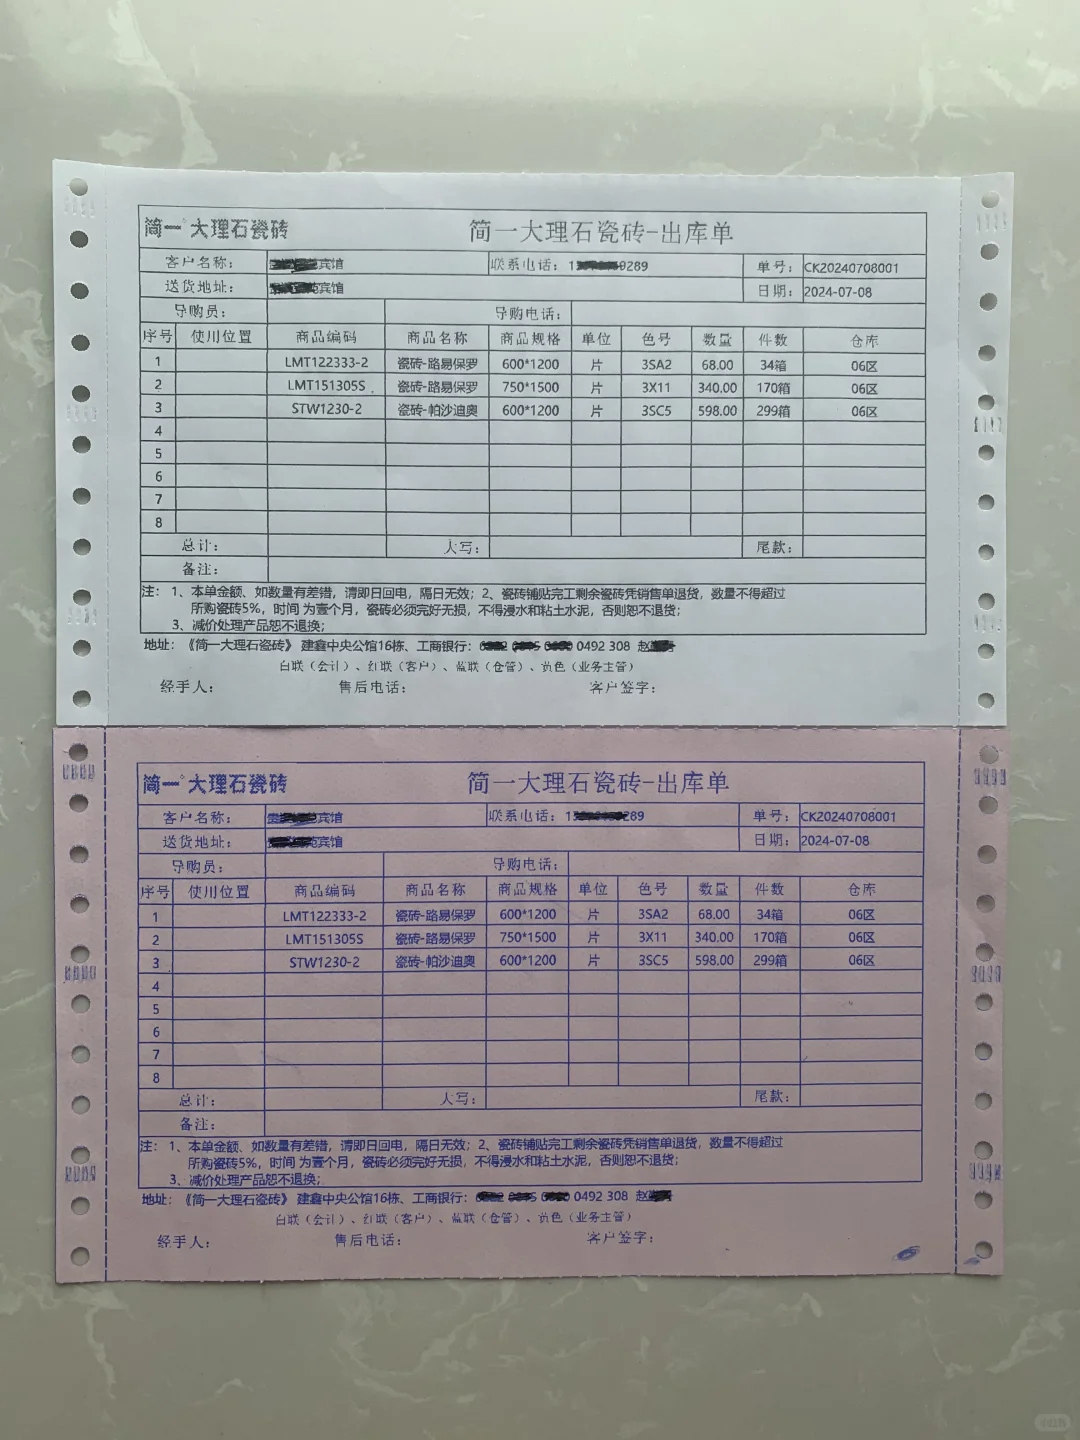 简一 大理石瓷砖 简一大理石瓷砖-出库单
客户名称： 宾馆 联系电话：1 289 单号：CK20240708001
送货地址： 宾馆 日期：2024-07-08
导购员： 导购电话：
序号 使用位置 商品编码 商品名称 商品规格 单位 色号 数量 件数 仓库
1 LMT122333-2 瓷砖-路易保罗 600*1200 片 3SA2 68.00 34箱 06区
2 LMT151305S 瓷砖-路易保罗 750*1500 片 3X11 340.00 170箱 06区
3 STW1230-2 瓷砖-帕沙迪奥 600*1200 片 3SC5 598.00 299箱 06区
4
5
6
7
8
总计： 大写： 尾款：
备注：
注： 1、本单金额、如数量有差错，请即日回电，隔日无效；2、瓷砖铺贴完工剩余瓷砖凭销售单退货，数量不得超过
所购瓷砖5%，时间为壹个月，瓷砖必须完好无损，不得浸水和粘土水泥，否则恕不退货；
3、减价处理产品恕不退换；
地址：《简一大理石瓷砖》 建鑫中央公馆16栋、工商银行： 0492 308 赵
白联（会计）、红联（客户）、蓝联（仓管）、黄色（业务主管）
经手人： 售后电话： 客户签字：
简一 大理石瓷砖 简一大理石瓷砖-出库单
客户名称： 宾馆 联系电话：1 289 单号：CK20240708001
送货地址： 宾馆 日期：2024-07-08
导购员： 导购电话：
序号 使用位置 商品编码 商品名称 商品规格 单位 色号 数量 件数 仓库
1 LMT122333-2 瓷砖-路易保罗 600*1200 片 3SA2 68.00 34箱 06区
2 LMT151305S 瓷砖-路易保罗 750*1500 片 3X11 340.00 170箱 06区
3 STW1230-2 瓷砖-帕沙迪奥 600*1200 片 3SC5 598.00 299箱 06区
4
5
6
7
8
总计： 大写： 尾款：
备注：
注： 1、本单金额、如数量有差错，请即日回电，隔日无效；2、瓷砖铺贴完工剩余瓷砖凭销售单退货，数量不得超过
所购瓷砖5%，时间为壹个月，瓷砖必须完好无损，不得浸水和粘土水泥，否则恕不退货；
3、减价处理产品恕不退换；
地址：《简一大理石瓷砖》 建鑫中央公馆16栋、工商银行： 0492 308 赵
白联（会计）、红联（客户）、蓝联（仓管）、黄色（业务主管）
经手人： 售后电话： 客户签字：